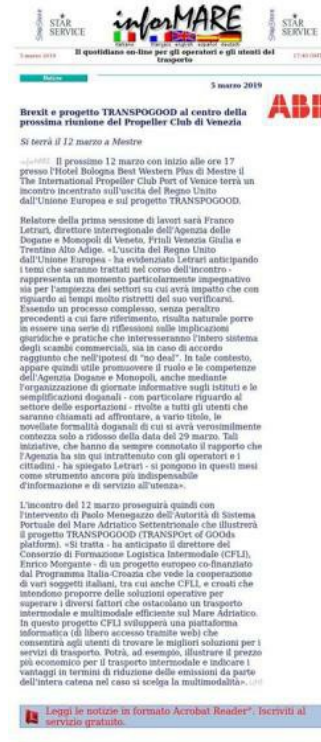 STAR
SERVICE
inforMARE
STAR
SERVICE
Il quotidiano on-line per gli operatori e gli utenti del
trasporto
5 marzo 2019
Notizie
5 marzo 2019
ABB
Brexit e progetto TRANSPOGOOD al centro della
prossima riunione del Propeller Club di Venezia
Si terrà il 12 marzo a Mestre
Il prossimo 12 marzo con inizio alle ore 17
presso l'Hotel Bologna Best Western Plus di Mestre il
The International Propeller Club Port of Venice terrà un
incontro incentrato sull'uscita del Regno Unito
dall'Unione Europea e sul progetto TRANSPOGOOD.
Relatore della prima sessione di lavori sarà Franco
Letrari, direttore interregionale dell'Agenzia delle
Dogane e Monopoli di Veneto, Friuli Venezia Giulia e
Trentino Alto Adige. «L'uscita del Regno Unito
dall'Unione Europea - ha evidenziato Letrari anticipando
i temi che saranno trattati nel corso dell'incontro -
rappresenta un momento particolarmente impegnativo
sia per l'ampiezza dei settori su cui avrà impatto che con
riguardo ai tempi molto ristretti del suo verificarsi.
Essendo un processo complesso, senza peraltro
precedenti a cui fare riferimento, risulta naturale porre
in essere una serie di riflessioni sulle implicazioni
giuridiche e pratiche che interesseranno l'intero sistema
degli scambi commerciali, sia in caso di accordo
raggiunto che nell'ipotesi di "no deal". In tale contesto,
appare quindi utile promuovere il ruolo e le competenze
dell'Agenzia Dogane e Monopoli, anche mediante
l'organizzazione di giornate informative sugli istituti e le
semplificazioni doganali - con particolare riguardo al
settore delle esportazioni - rivolte a tutti gli utenti che
saranno chiamati ad affrontare, a vario titolo, le
novellate formalità doganali di cui si avrà verosimilmente
contezza solo a ridosso della data del 29 marzo. Tali
iniziative, che hanno da sempre connotato il rapporto che
l'Agenzia ha sin qui intrattenuto con gli operatori e i
cittadini - ha spiegato Letrari - si pongono in questi mesi
come strumento ancora più indispensabile
d'informazione e di servizio all'utenza».
L'incontro del 12 marzo proseguirà quindi con
l'intervento di Paolo Menegazzo dell'Autorità di Sistema
Portuale del Mare Adriatico Settentrionale che illustrerà
il progetto TRANSPOGOOD (TRANSPOrt of GOODs
platform). «Si tratta - ha anticipato il direttore del
Consorzio di Formazione Logistica Intermodale (CFLI),
Enrico Morgante - di un progetto europeo co-finanziato
dal Programma Italia-Croazia che vede la cooperazione
di vari soggetti italiani, tra cui anche CFLI, e croati che
intendono proporre delle soluzioni operative per
superare i diversi fattori che ostacolano un trasporto
intermodale e multimodale efficiente sul Mare Adriatico.
In questo progetto CFLI svilupperà una piattaforma
informatica (di libero accesso tramite web) che
consentirà agli utenti di trovare le migliori soluzioni per i
servizi di trasporto. Potrà, ad esempio, illustrare il prezzo
più economico per il trasporto intermodale e indicare i
vantaggi in termini di riduzione delle emissioni da parte
dell'intera catena nel caso si scelga la multimodalità».
Leggi le notizie in formato Acrobat Reader®. Iscriviti al
servizio gratuito.